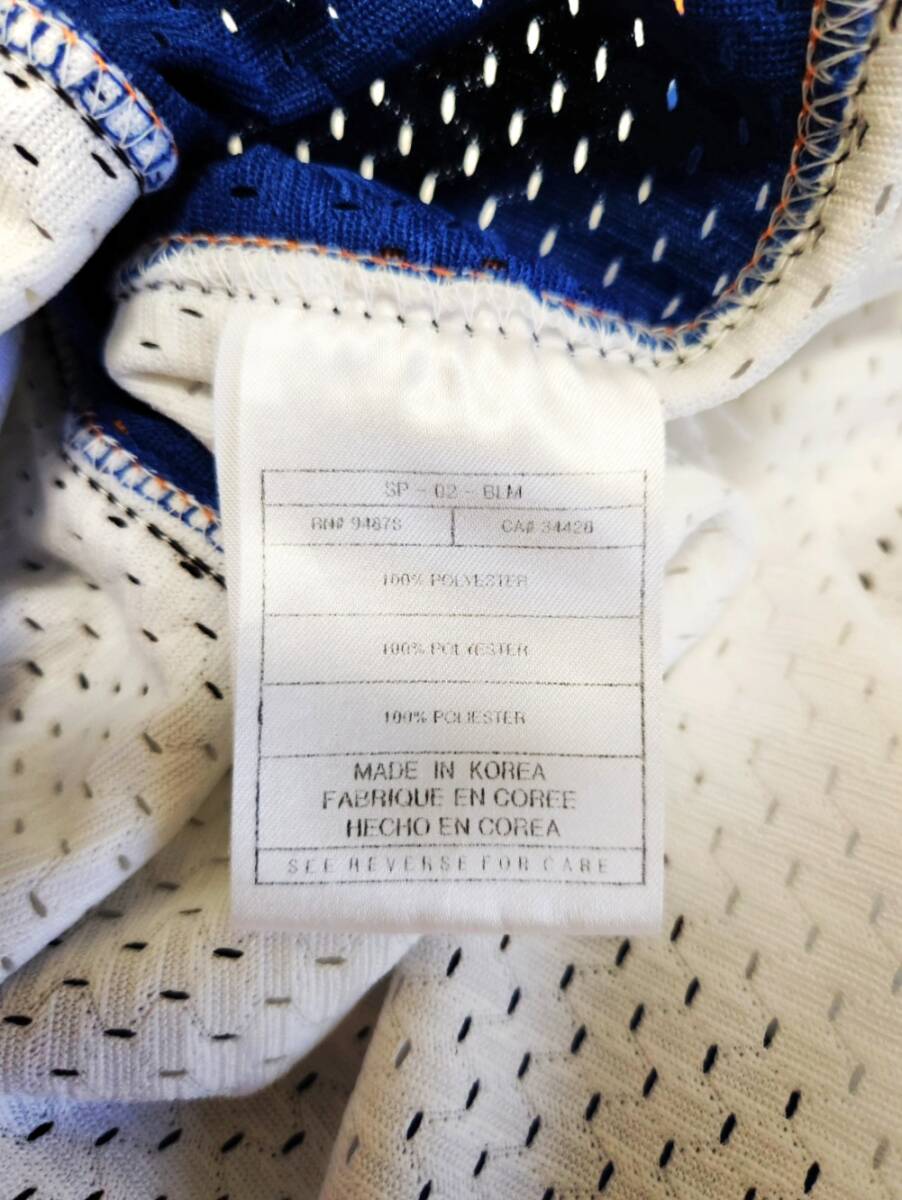 SP - 02 - BLM
RN# 94878 CA# 34428
100% POLYESTER
100% POLYESTER
100% POLIESTER
MADE IN KOREA
FABRIQUE EN COREE
HECHO EN COREA
SEE REVERSE FOR CARE